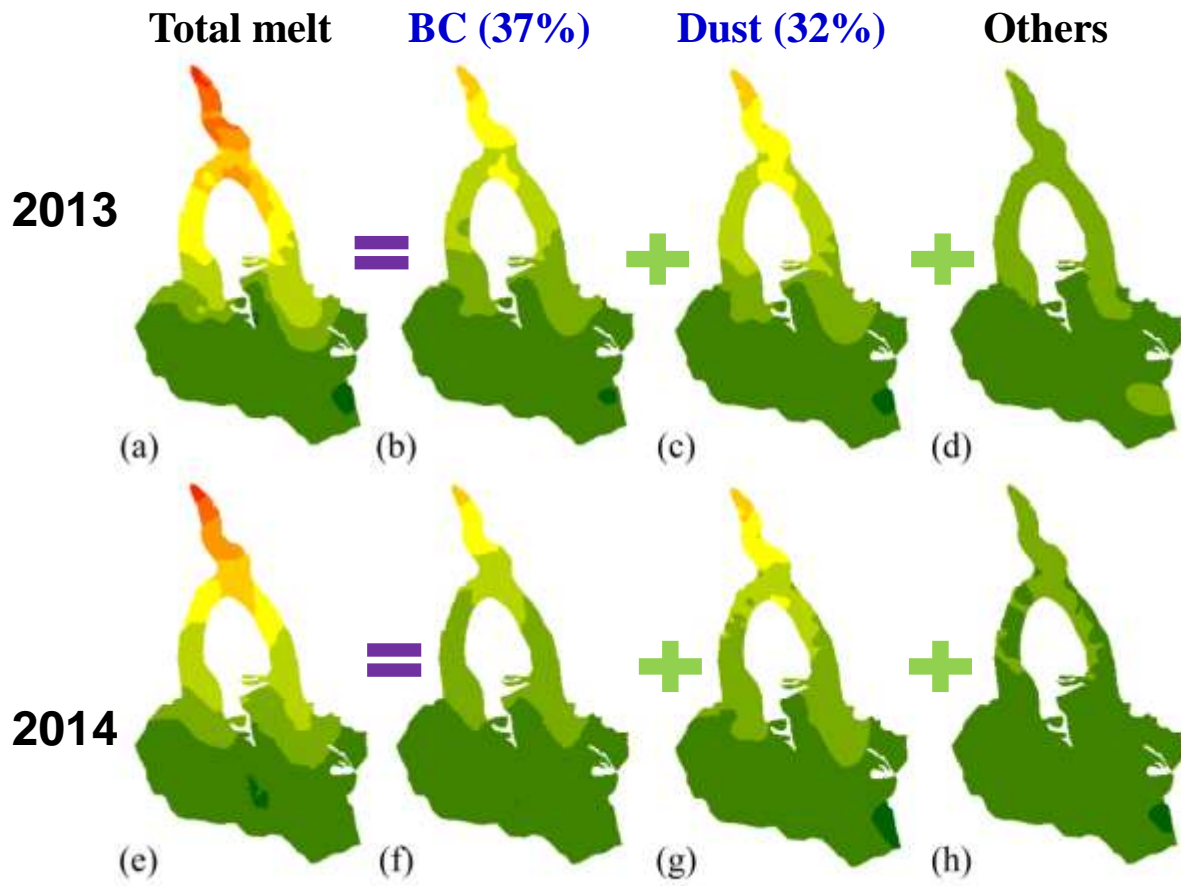 Total melt BC (37%) Dust (32%) Others
2013
= + +
(a) (b) (c) (d)
= + +
2014
(e) (f) (g) (h)